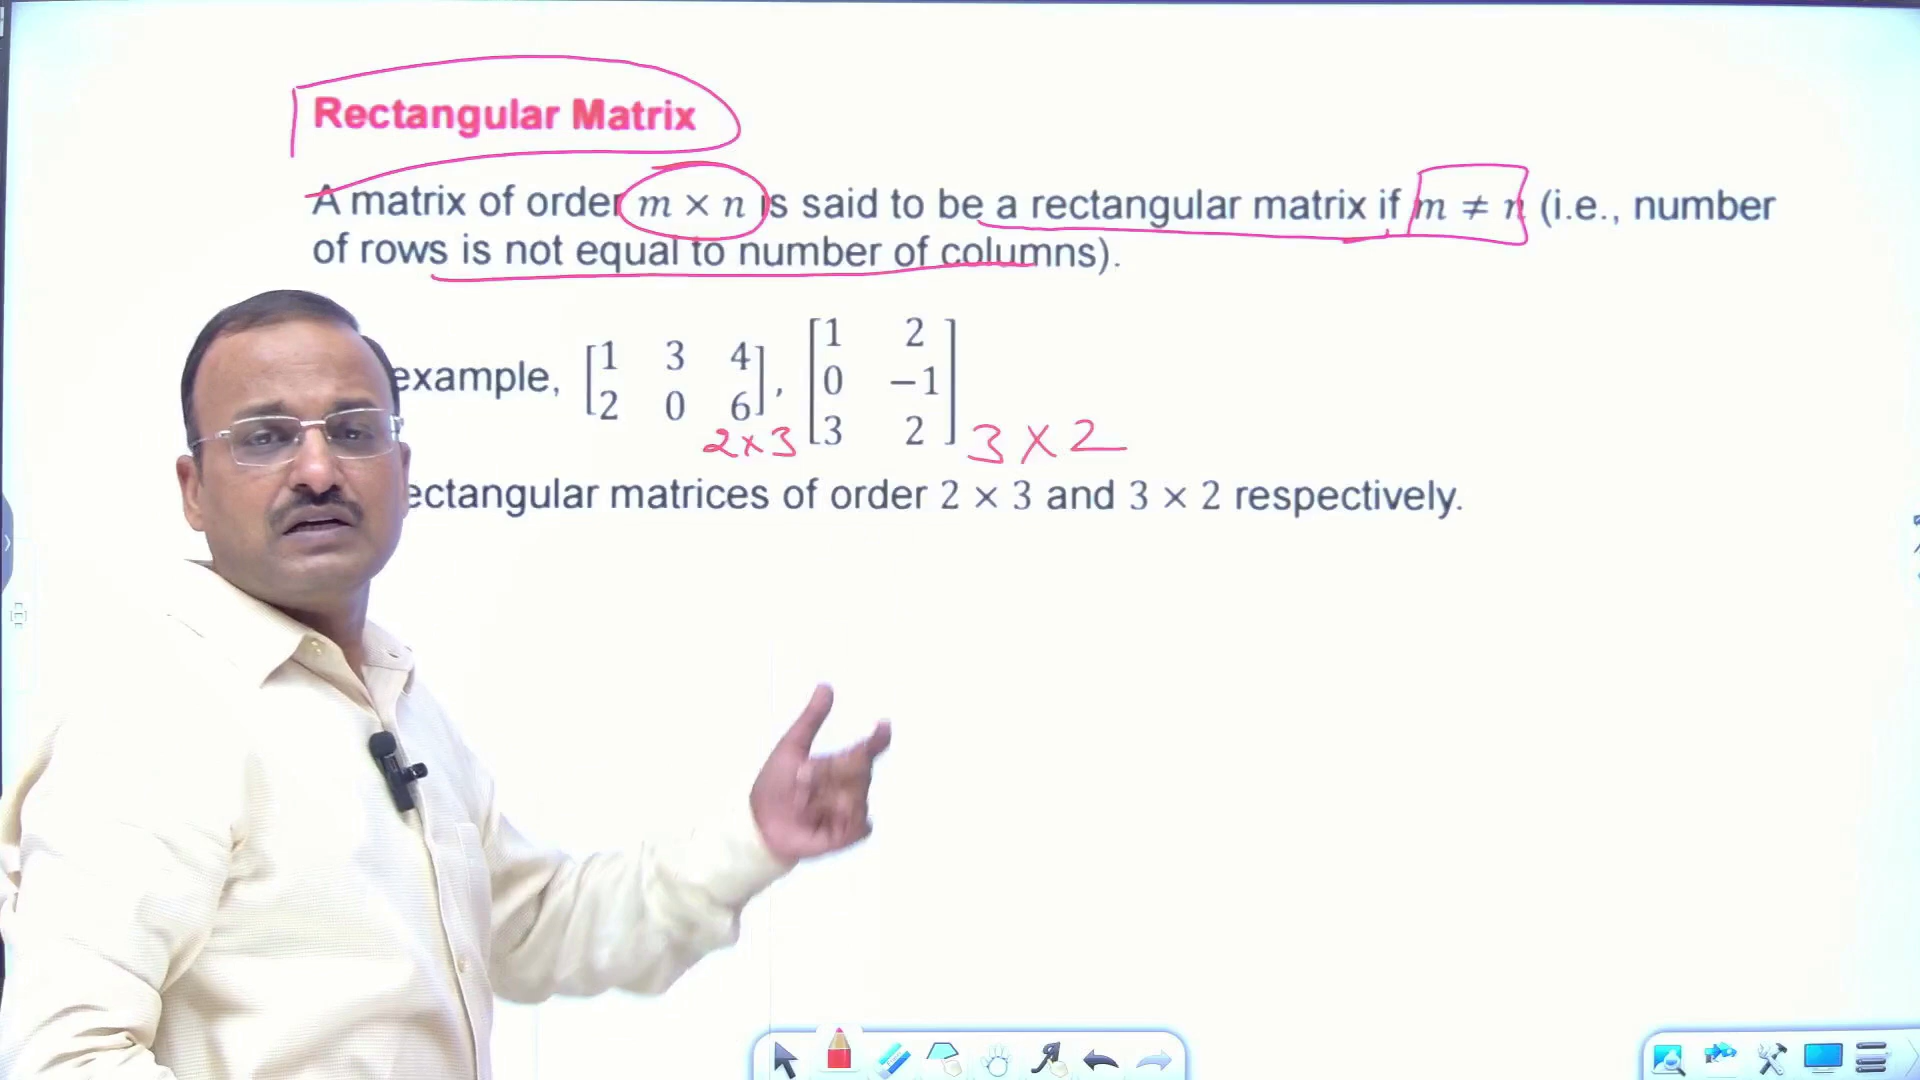 Rectangular Matrix
A matrix of order m × n is said to be a rectangular matrix if m ≠ n (i.e., number
of rows is not equal to number of columns).
example, [1 3 4], [1 2]
[2 0 6] [0 −1]
2×3 [3 2] 3×2
ectangular matrices of order 2 × 3 and 3 × 2 respectively.